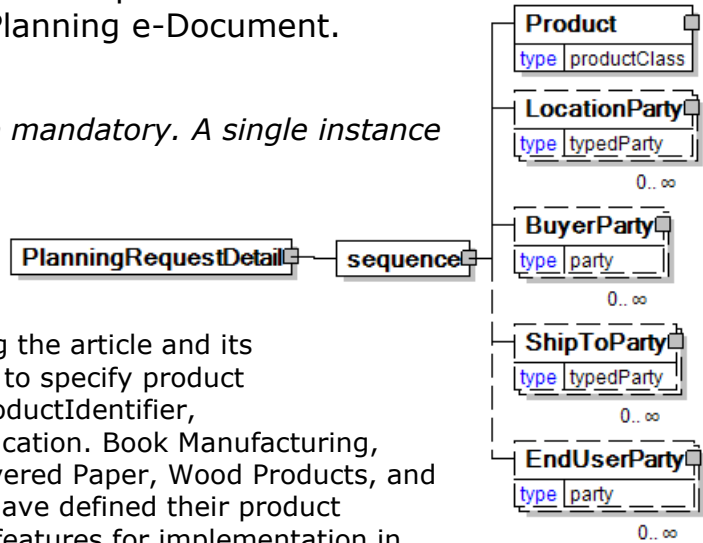 Planning e-Document.
mandatory. A single instance
PlanningRequestDetail
sequence
Product
type productClass
LocationParty
type typedParty
0.. ∞
BuyerParty
type party
0.. ∞
ShipToParty
type typedParty
0.. ∞
EndUserParty
type party
0.. ∞
the article and its
to specify product
oductIdentifier,
cation. Book Manufacturing,
vered Paper, Wood Products, and
ave defined their product
features for implementation in